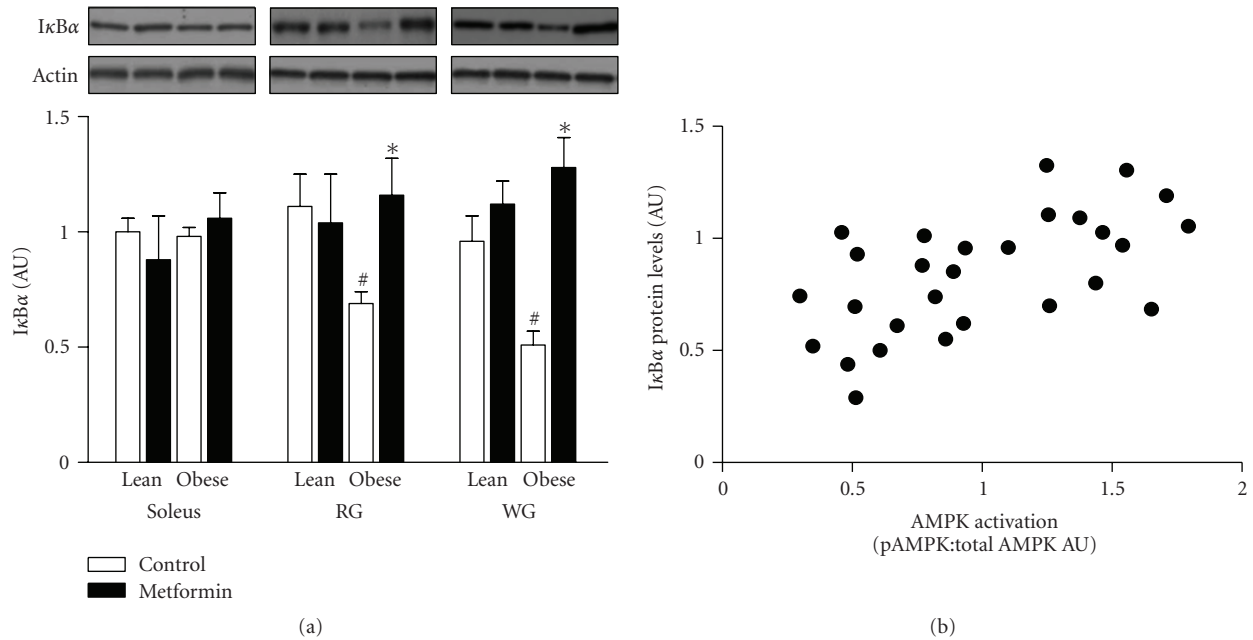 IκBα
Actin
1.5
1
0.5
0
IκBα (AU)
*
*
#
#
Lean Obese
Lean Obese
Lean Obese
Soleus
RG
WG
Control
Metformin
(a)
1.5
1
0.5
0
IκBα protein levels (AU)
0
0.5
1
1.5
2
AMPK activation
(pAMPK:total AMPK AU)
(b)